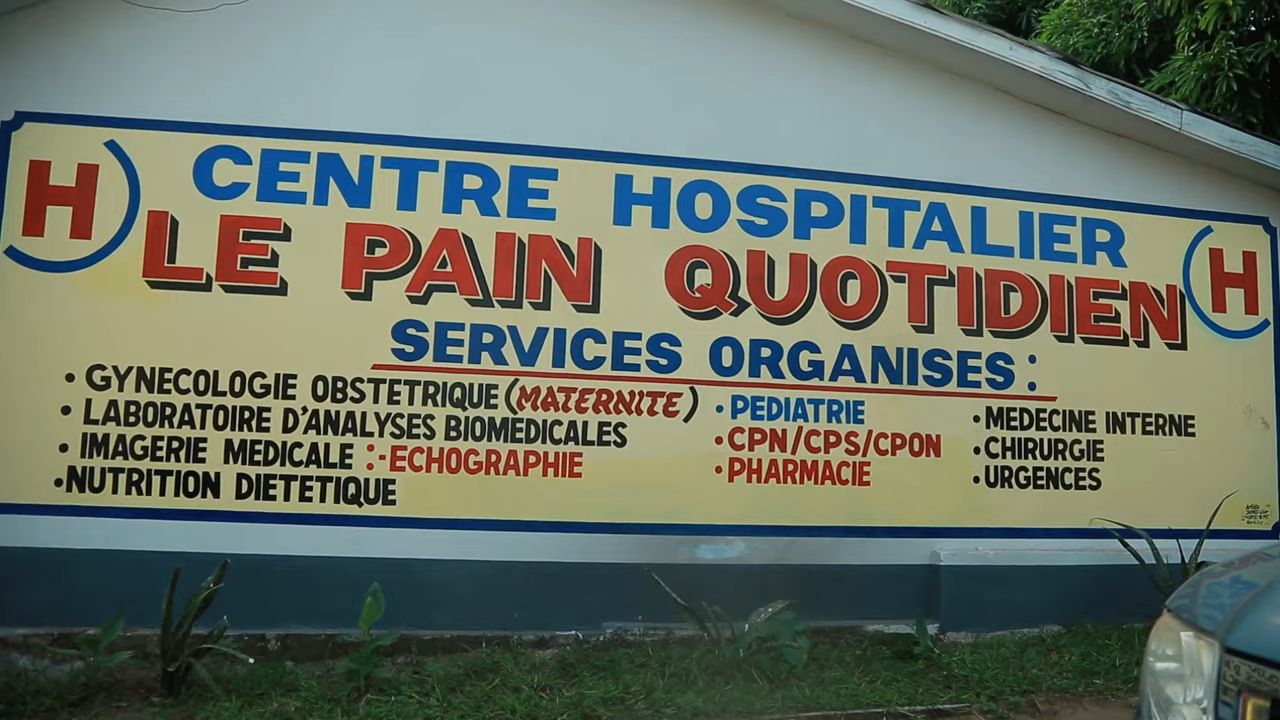 H CENTRE HOSPITALIER H
LE PAIN QUOTIDIEN
SERVICES ORGANISES :
• GYNECOLOGIE OBSTETRIQUE (MATERNITE)
• LABORATOIRE D'ANALYSES BIOMEDICALES
• IMAGERIE MEDICALE :-ECHOGRAPHIE
• NUTRITION DIETETIQUE
• PEDIATRIE
• CPN/CPS/CPON
• PHARMACIE
• MEDECINE INTERNE
• CHIRURGIE
• URGENCES